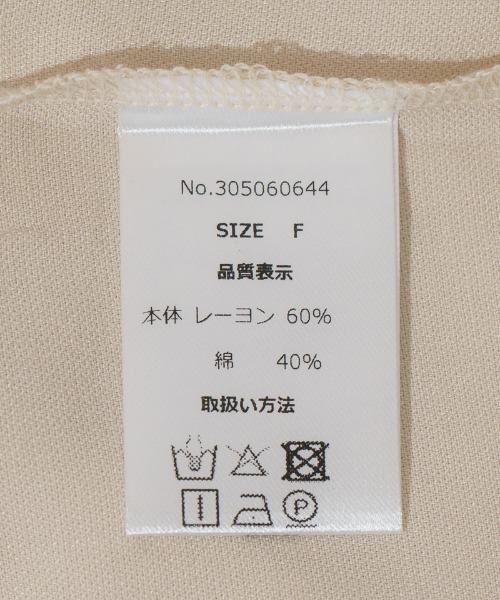 No.305060644
SIZE F
品質表示
本体 レーヨン 60%
綿 40%
取扱い方法
P